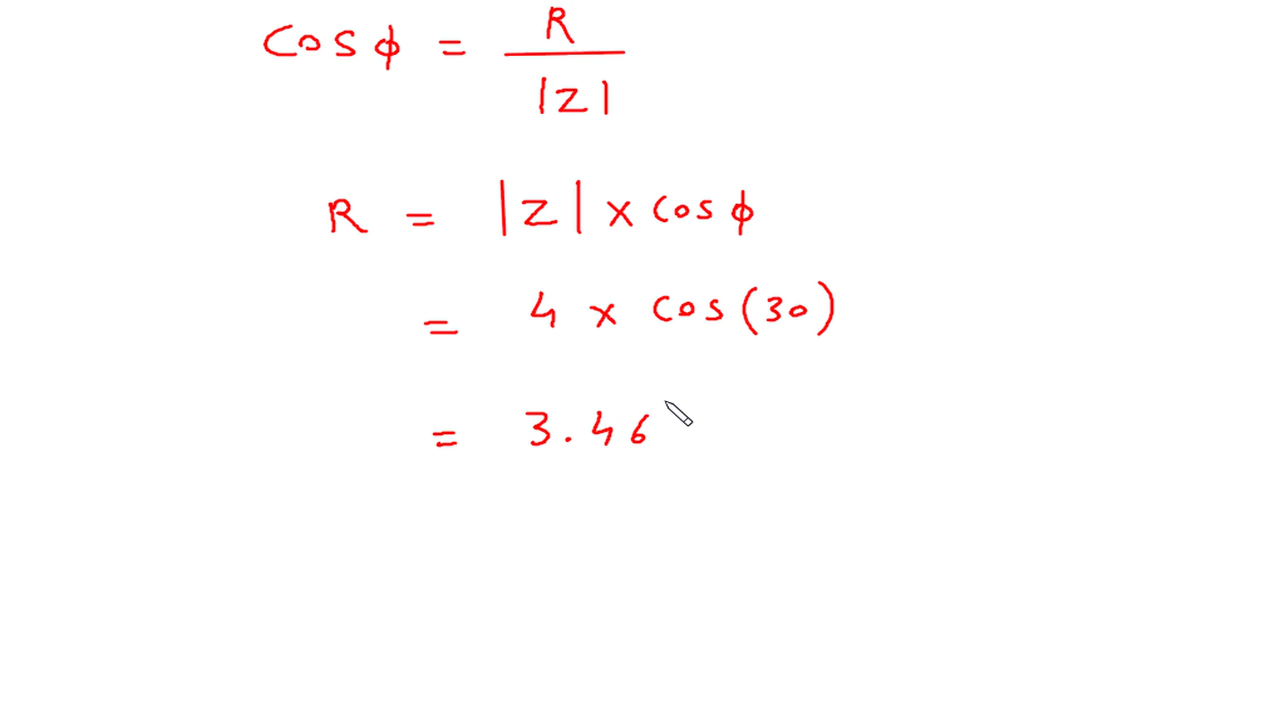 Cos ϕ = R / |Z|
R = |Z| x Cos ϕ
= 4 x Cos (30)
= 3.46